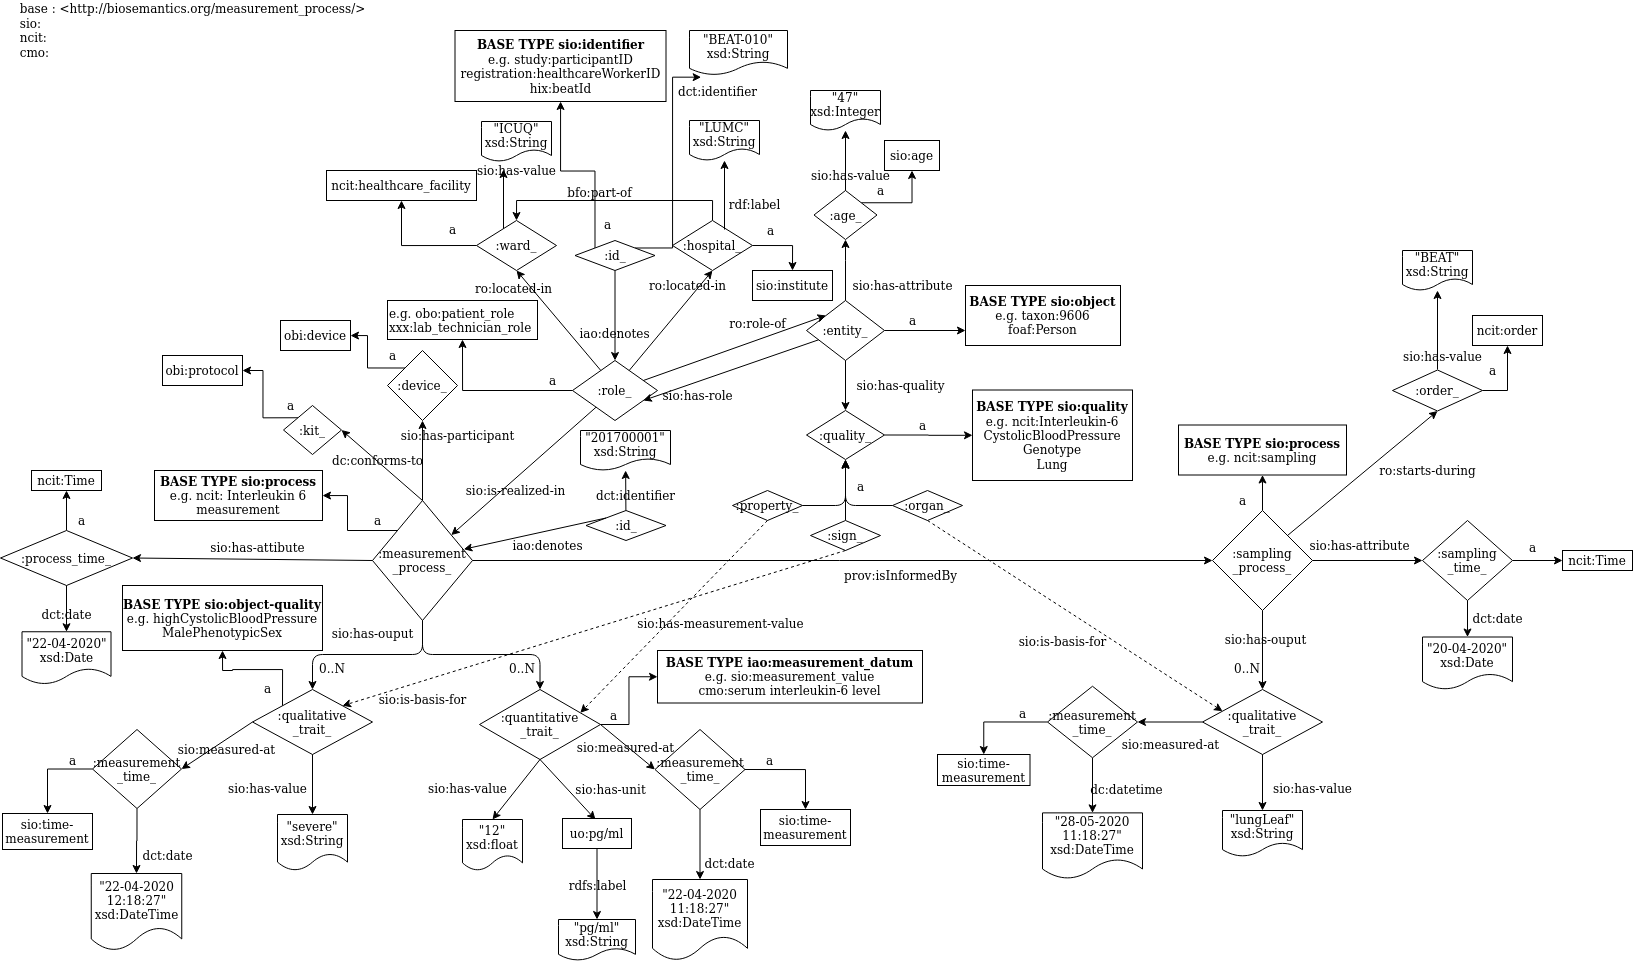 base : <http://biosemantics.org/measurement_process/>
sio:
ncit:
cmo:
BASE TYPE sio:identifier
e.g. study:participantID
registration:healthcareWorkerID
hix:beatId
"BEAT-010"
xsd:String
dct:identifier
"47"
xsd:Integer
"ICUQ"
xsd:String
"LUMC"
xsd:String
sio:age
sio:has-value
sio:has-value
a
ncit:healthcare_facility
bfo:part-of
rdf:label
:age_
a
a
a
:ward_
:id_
:hospital_
"BEAT"
xsd:String
ro:located-in
ro:located-in
sio:institute
sio:has-attribute
e.g. obo:patient_role
xxx:lab_technician_role
BASE TYPE sio:object
e.g. taxon:9606
foaf:Person
a
ro:role-of
:entity_
obi:device
iao:denotes
ncit:order
a
sio:has-value
a
obi:protocol
:device_
a
:role_
sio:has-role
sio:has-quality
:order_
a
:kit_
sio:has-participant
BASE TYPE sio:quality
e.g. ncit:Interleukin-6
CystolicBloodPressure
Genotype
Lung
a
:quality_
"201700001"
xsd:String
BASE TYPE sio:process
e.g. ncit:sampling
dc:conforms-to
ro:starts-during
ncit:Time
BASE TYPE sio:process
e.g. ncit: Interleukin 6
measurement
sio:is-realized-in
dct:identifier
a
a
:property_
:organ_
a
a
:id_
:sign_
sio:has-attibute
iao:denotes
sio:has-attribute
a
:process_time_
:measurement
_process_
:sampling
_process_
:sampling
_time_
ncit:Time
prov:isInformedBy
BASE TYPE sio:object-quality
e.g. highCystolicBloodPressure
MalePhenotypicSex
dct:date
dct:date
sio:has-ouput
sio:has-measurement-value
sio:is-basis-for
sio:has-ouput
"22-04-2020"
xsd:Date
"20-04-2020"
xsd:Date
0..N
0..N
0..N
BASE TYPE iao:measurement_datum
e.g. sio:measurement_value
cmo:serum interleukin-6 level
a
sio:is-basis-for
:qualitative
_trait_
:quantitative
_trait_
a
a
:measurement
_time_
:qualitative
_trait_
sio:measured-at
sio:measured-at
sio:measured-at
a
:measurement
_time_
:measurement
_time_
a
sio:time-
measurement
sio:has-value
sio:has-value
sio:has-unit
dc:datetime
sio:has-value
sio:time-
measurement
"severe"
xsd:String
"12"
xsd:float
uo:pg/ml
sio:time-
measurement
"28-05-2020
11:18:27"
xsd:DateTime
"lungLeaf"
xsd:String
dct:date
dct:date
rdfs:label
"22-04-2020
12:18:27"
xsd:DateTime
"22-04-2020
11:18:27"
xsd:DateTime
"pg/ml"
xsd:String